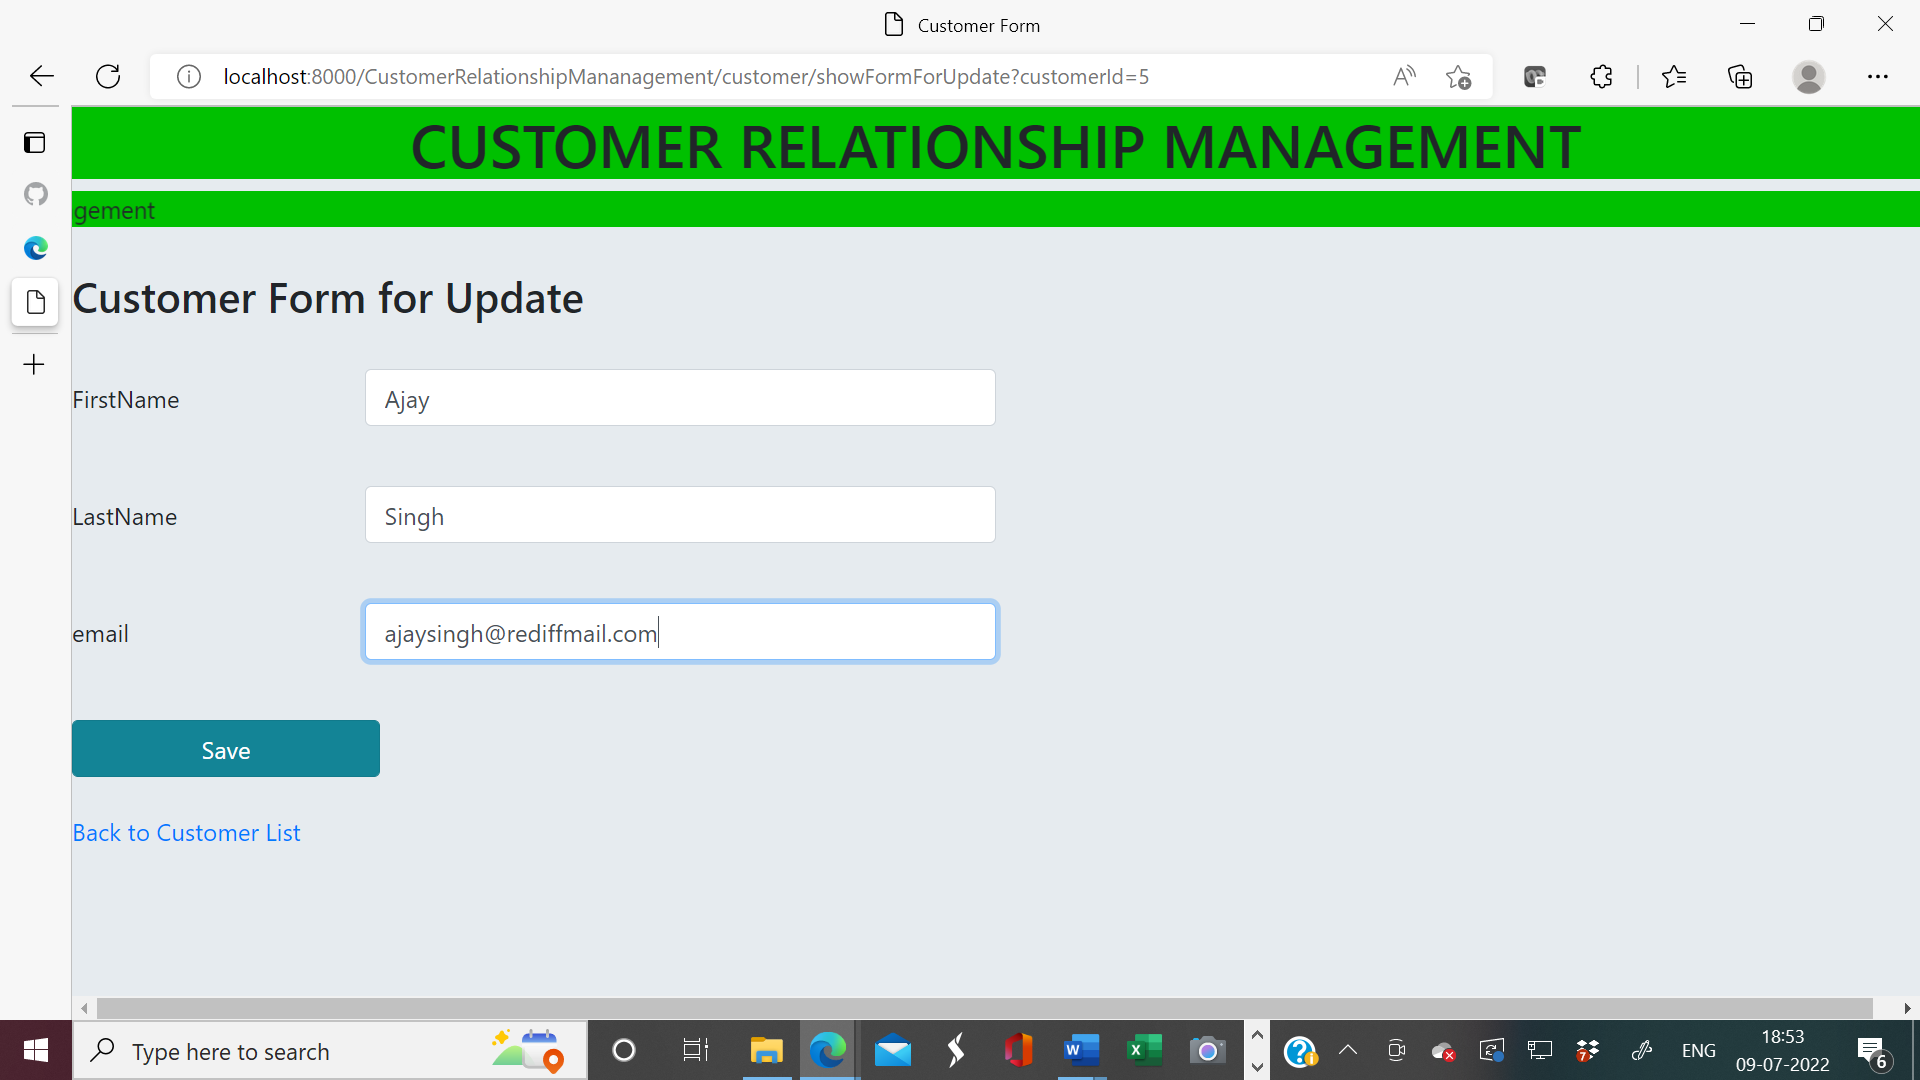 Customer Form
localhost:8000/CustomerRelationshipMananagement/customer/showFormForUpdate?customerId=5
CUSTOMER RELATIONSHIP MANAGEMENT
gement
Customer Form for Update
FirstName
Ajay
LastName
Singh
email
ajaysingh@rediffmail.com
Save
Back to Customer List
Type here to search
ENG
18:53
09-07-2022
6